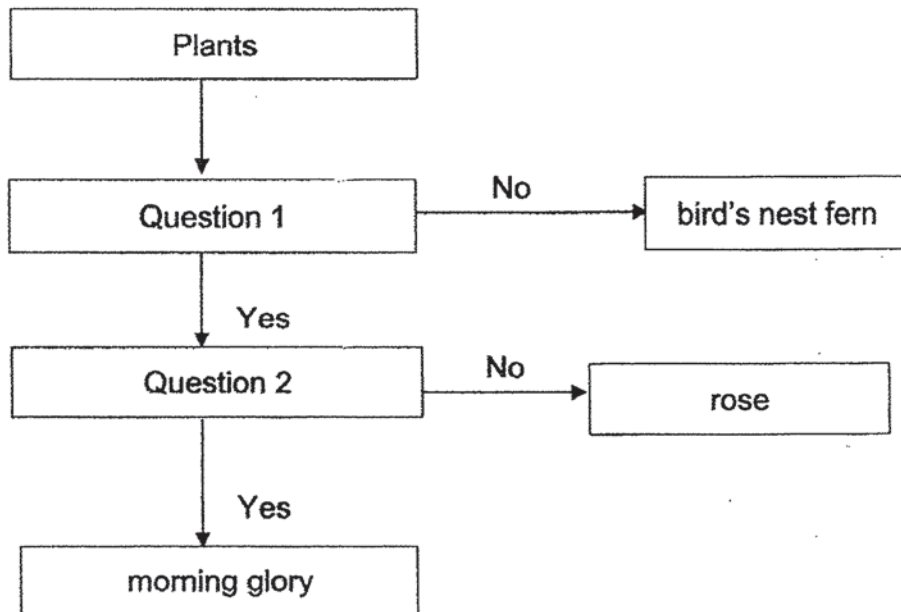 Plants
No
Question 1
bird's nest fern
Yes
No
Question 2
rose
Yes
morning glory